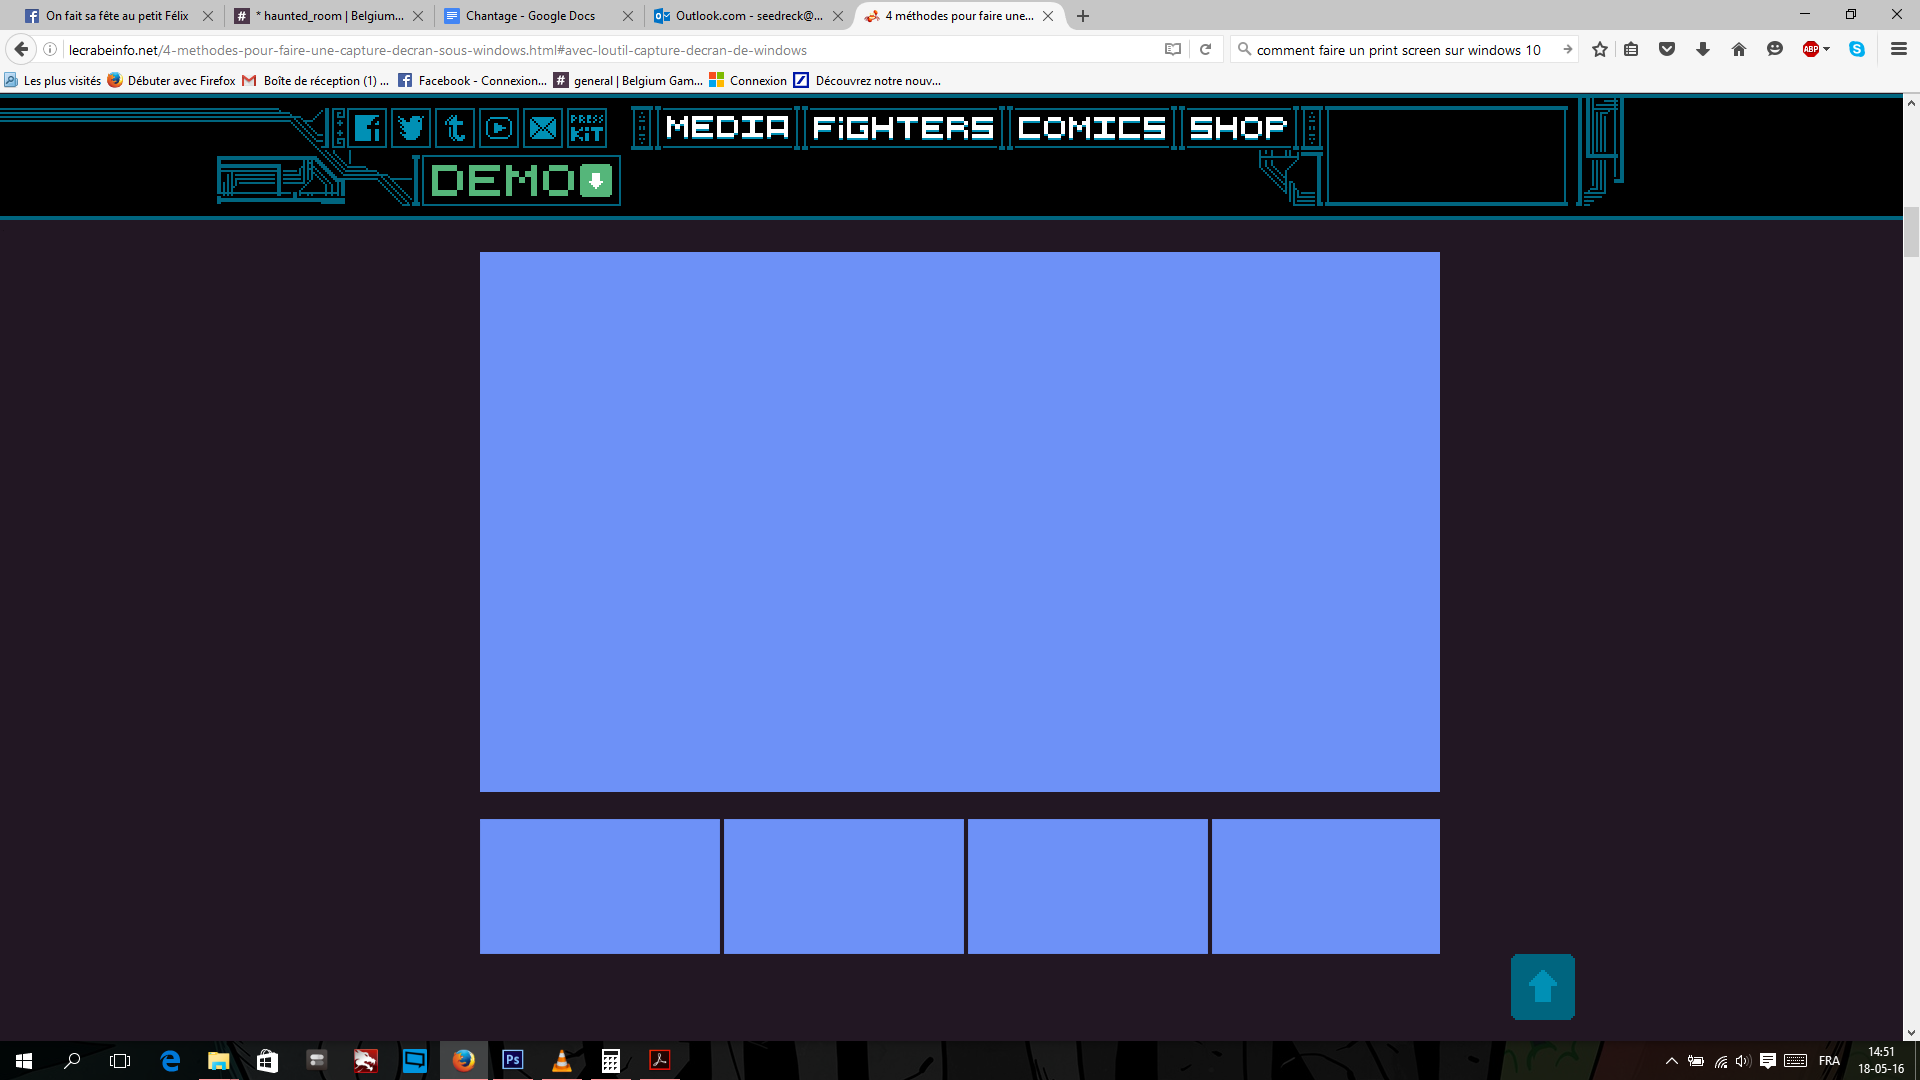 On fait sa fête au petit Félix
* haunted_room | Belgium...
Chantage - Google Docs
Outlook.com - seedreck@...
4 méthodes pour faire une...
lecrabeinfo.net/4-methodes-pour-faire-une-capture-decran-sous-windows.html#avec-loutil-capture-decran-de-windows
comment faire un print screen sur windows 10
ABP
Les plus visités
Débuter avec Firefox
Boîte de réception (1) ...
Facebook - Connexion...
general | Belgium Gam...
Connexion
Découvrez notre nouv...
PRESS
KiT
MEDIA
FiGHTERS
COMICS
SHOP
DEMO
Ps
FRA
14:51
18-05-16